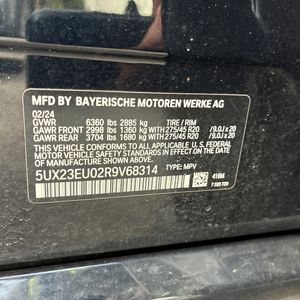 MFD BY BAYERISCHE MOTOREN WERKE AG
02/24
GVWR 6360 lbs 2885 kg TIRE / RIM
GAWR FRONT 2998 lbs 1360 kg WITH 275/45 R20 /9.0J x 20
GAWR REAR 3704 lbs 1680 kg WITH 275/45 R20 /9.0J x 20
THIS VEHICLE CONFORMS TO ALL APPLICABLE U.S. FEDERAL
MOTOR VEHICLE SAFETY STANDARDS IN EFFECT ON THE DATE OF
MANUFACTURE SHOWN ABOVE.
5UX23EU02R9V68314 TYPE: MPV
416M